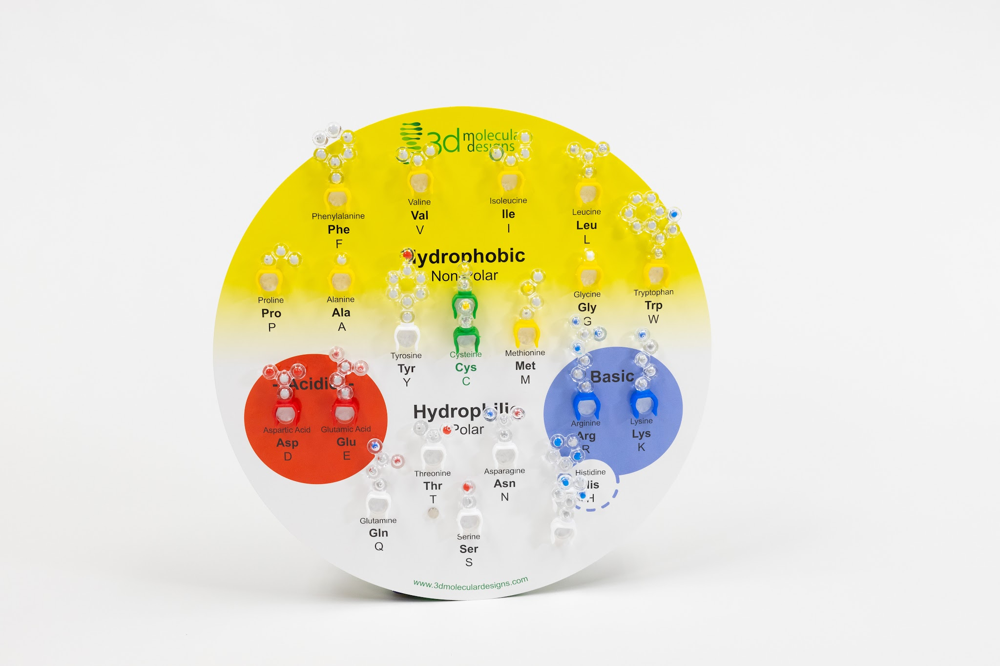 3d molecular designs
Valine
Val
V
Isoleucine
Ile
I
Leucine
Leu
L
Phenylalanine
Phe
F
Hydrophobic
Non-Polar
Proline
Pro
P
Alanine
Ala
A
Glycine
Gly
G
Tryptophan
Trp
W
Tyrosine
Tyr
Y
Cysteine
Cys
C
Methionine
Met
M
- Acidic -
Basic
Aspartic Acid
Asp
D
Glutamic Acid
Glu
E
Hydrophilic
Polar
Arginine
Arg
R
Lysine
Lys
K
Threonine
Thr
T
Asparagine
Asn
N
Histidine
His
H
Glutamine
Gln
Q
Serine
Ser
S
www.3dmoleculardesigns.com